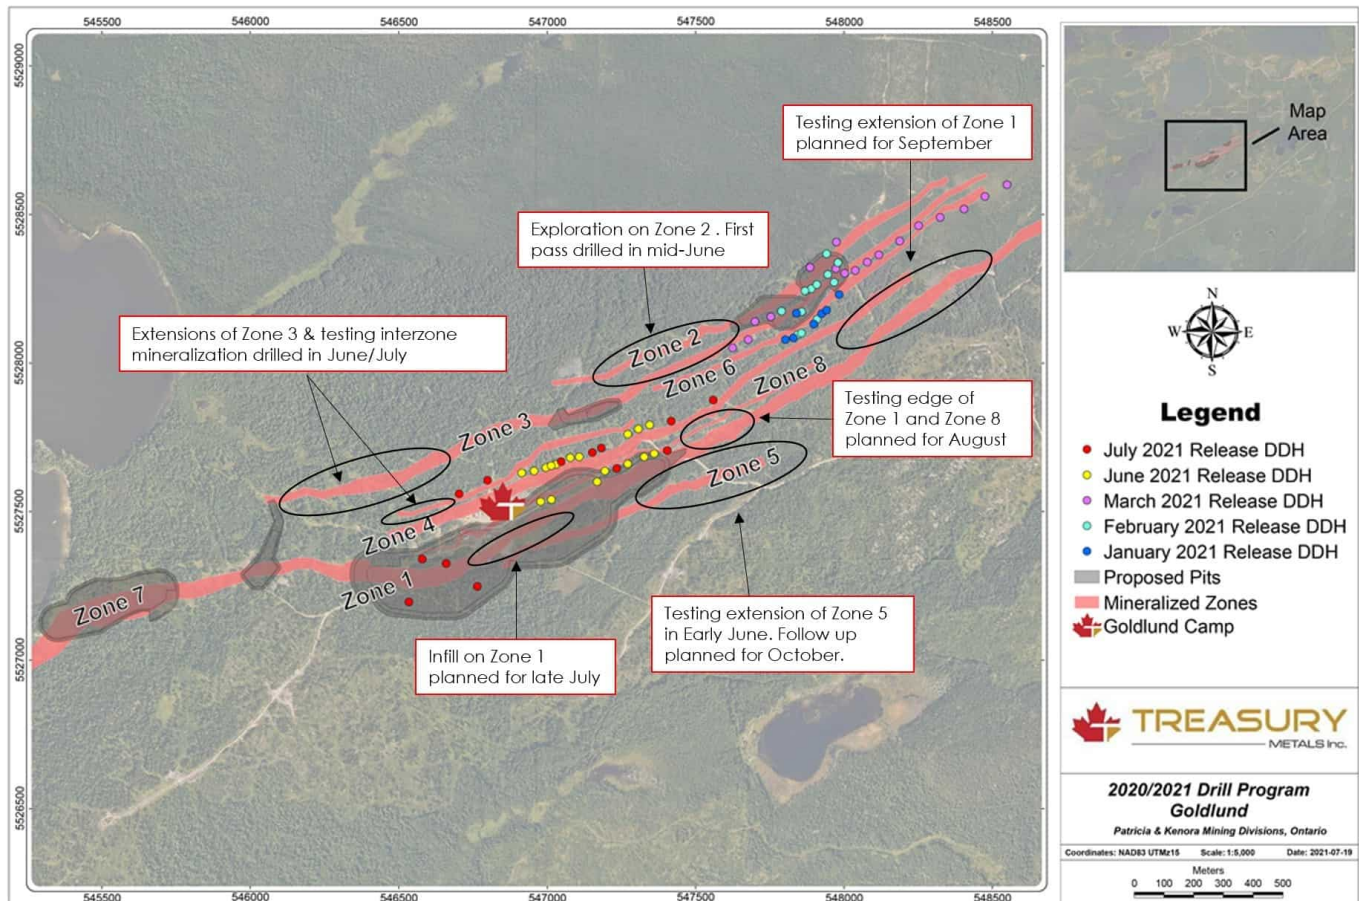 545500 546000 546500 547000 547500 548000 548500
5529000
5528500
5528000
5527500
5527000
5526500
Testing extension of Zone 1
planned for September
Exploration on Zone 2 . First
pass drilled in mid-June
Extensions of Zone 3 & testing interzone
mineralization drilled in June/July
Testing edge of
Zone 1 and Zone 8
planned for August
Testing extension of Zone 5
in Early June. Follow up
planned for October.
Infill on Zone 1
planned for late July
Zone 2
Zone 6
Zone 8
Zone 3
Zone 5
Zone 4
Zone 1
Zone 7
545500 546000 546500 547000 547500 548000 548500
Map
Area
N
W E
S
Legend
July 2021 Release DDH
June 2021 Release DDH
March 2021 Release DDH
February 2021 Release DDH
January 2021 Release DDH
Proposed Pits
Mineralized Zones
Goldlund Camp
TREASURY
METALS Inc.
2020/2021 Drill Program
Goldlund
Patricia & Kenora Mining Divisions, Ontario
Coordinates: NAD83 UTMz15 Scale: 1:5,000 Date: 2021-07-19
Meters
0 100 200 300 400 500